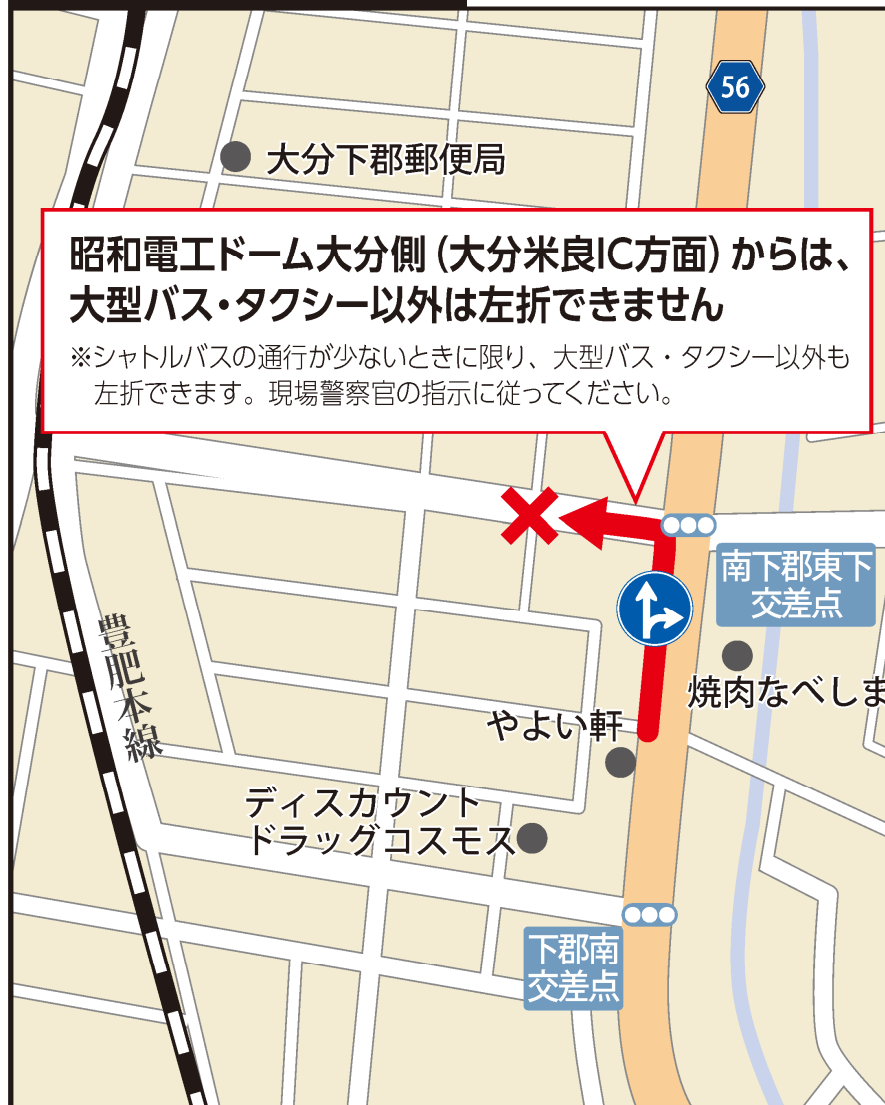 56
大分下郡郵便局
昭和電工ドーム大分側（大分米良IC方面）からは、
大型バス・タクシー以外は左折できません
※シャトルバスの通行が少ないときに限り、大型バス・タクシー以外も
左折できます。現場警察官の指示に従ってください。
南下郡東下
交差点
豊肥本線
焼肉なべしま
やよい軒
ディスカウント
ドラッグコスモス
下郡南
交差点